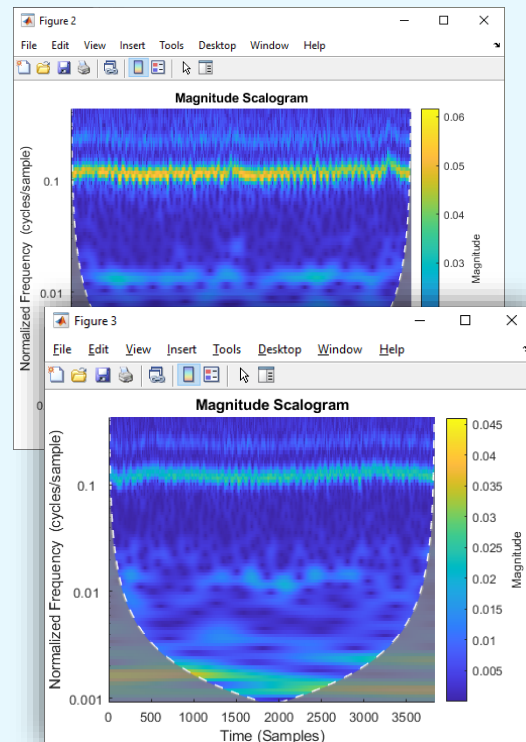 Figure 2
File Edit View Insert Tools Desktop Window Help
Magnitude Scalogram
Normalized Frequency (cycles/sample)
0.1
0.01
0
0.06
0.05
0.04
0.03
Magnitude
Figure 3
File Edit View Insert Tools Desktop Window Help
Magnitude Scalogram
Normalized Frequency (cycles/sample)
0.1
0.01
0.001
0 500 1000 1500 2000 2500 3000 3500
Time (Samples)
0.045
0.04
0.035
0.03
0.025
0.02
0.015
0.01
0.005
Magnitude